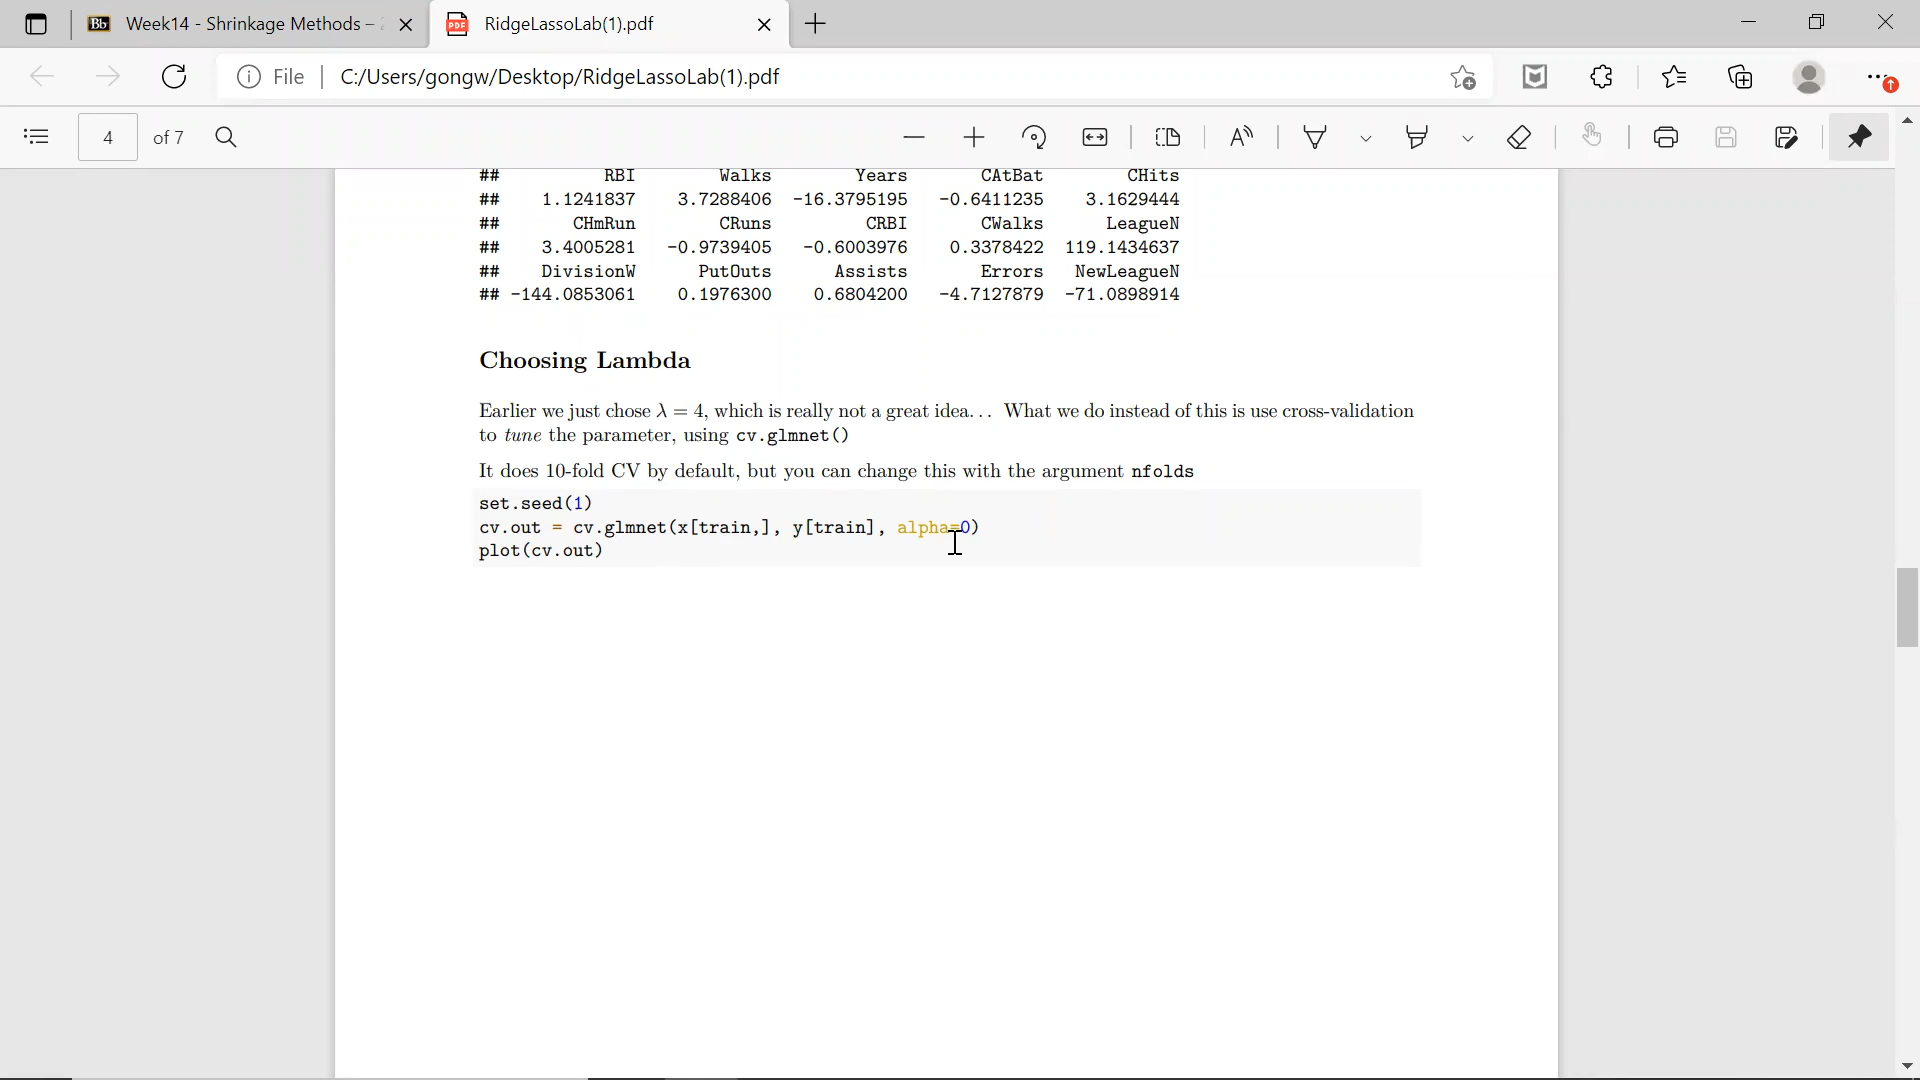 Bb Week14 - Shrinkage Methods –
PDF RidgeLassoLab(1).pdf
File C:/Users/gongw/Desktop/RidgeLassoLab(1).pdf
4 of 7
## RBI Walks Years CAtBat CHits
## 1.1241837 3.7288406 -16.3795195 -0.6411235 3.1629444
## CHmRun CRuns CRBI CWalks LeagueN
## 3.4005281 -0.9739405 -0.6003976 0.3378422 119.1434637
## DivisionW PutOuts Assists Errors NewLeagueN
## -144.0853061 0.1976300 0.6804200 -4.7127879 -71.0898914
Choosing Lambda
Earlier we just chose λ = 4, which is really not a great idea... What we do instead of this is use cross-validation
to tune the parameter, using cv.glmnet()
It does 10-fold CV by default, but you can change this with the argument nfolds
set.seed(1)
cv.out = cv.glmnet(x[train,], y[train], alpha=0)
plot(cv.out)